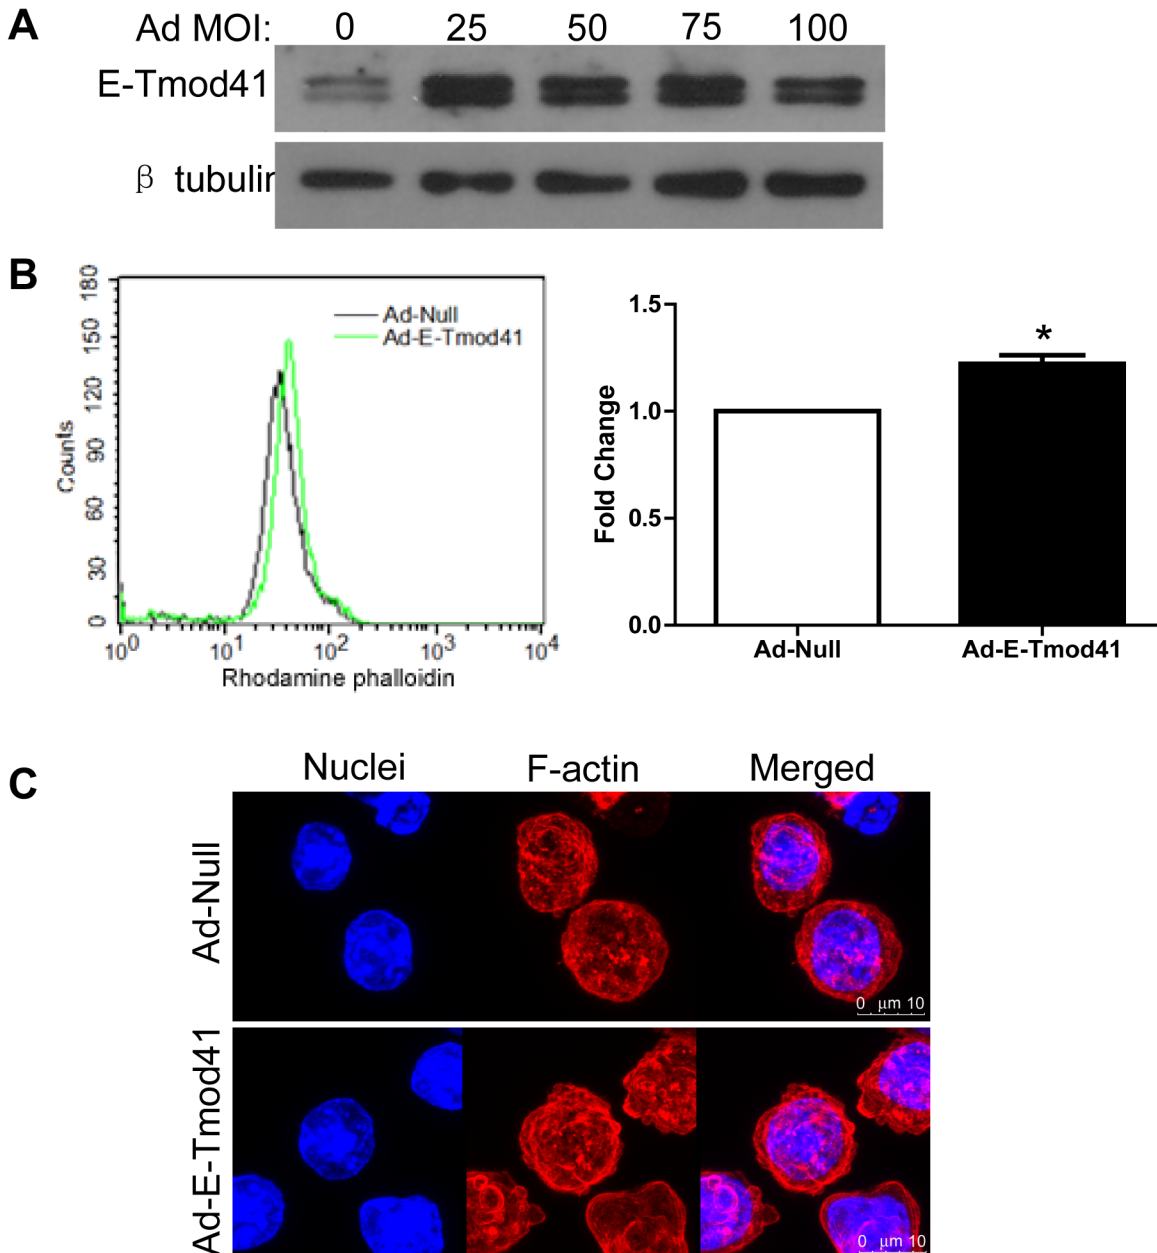 A
Ad MOI: 0 25 50 75 100
E-Tmod41
β tubulin
B
Counts
180
150
120
90
60
30
0
Ad-Null
Ad-E-Tmod41
10^0 10^1 10^2 10^3 10^4
Rhodamine phalloidin
Fold Change
1.5
1.0
0.5
0.0
*
Ad-Null Ad-E-Tmod41
C
Nuclei F-actin Merged
Ad-Null
0 μm 10
Ad-E-Tmod41
0 μm 10